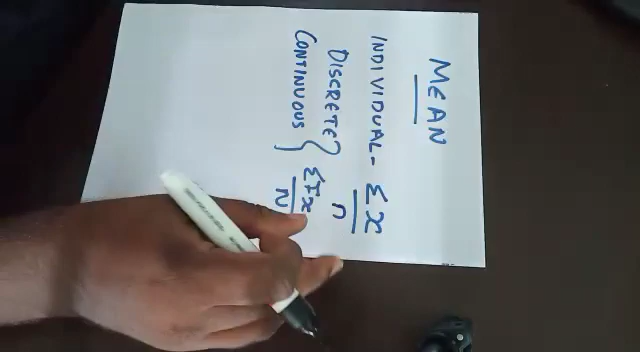 MEAN
INDIVIDUAL - Σx
n
DISCRETE
CONTINUOUS } Σfx
N